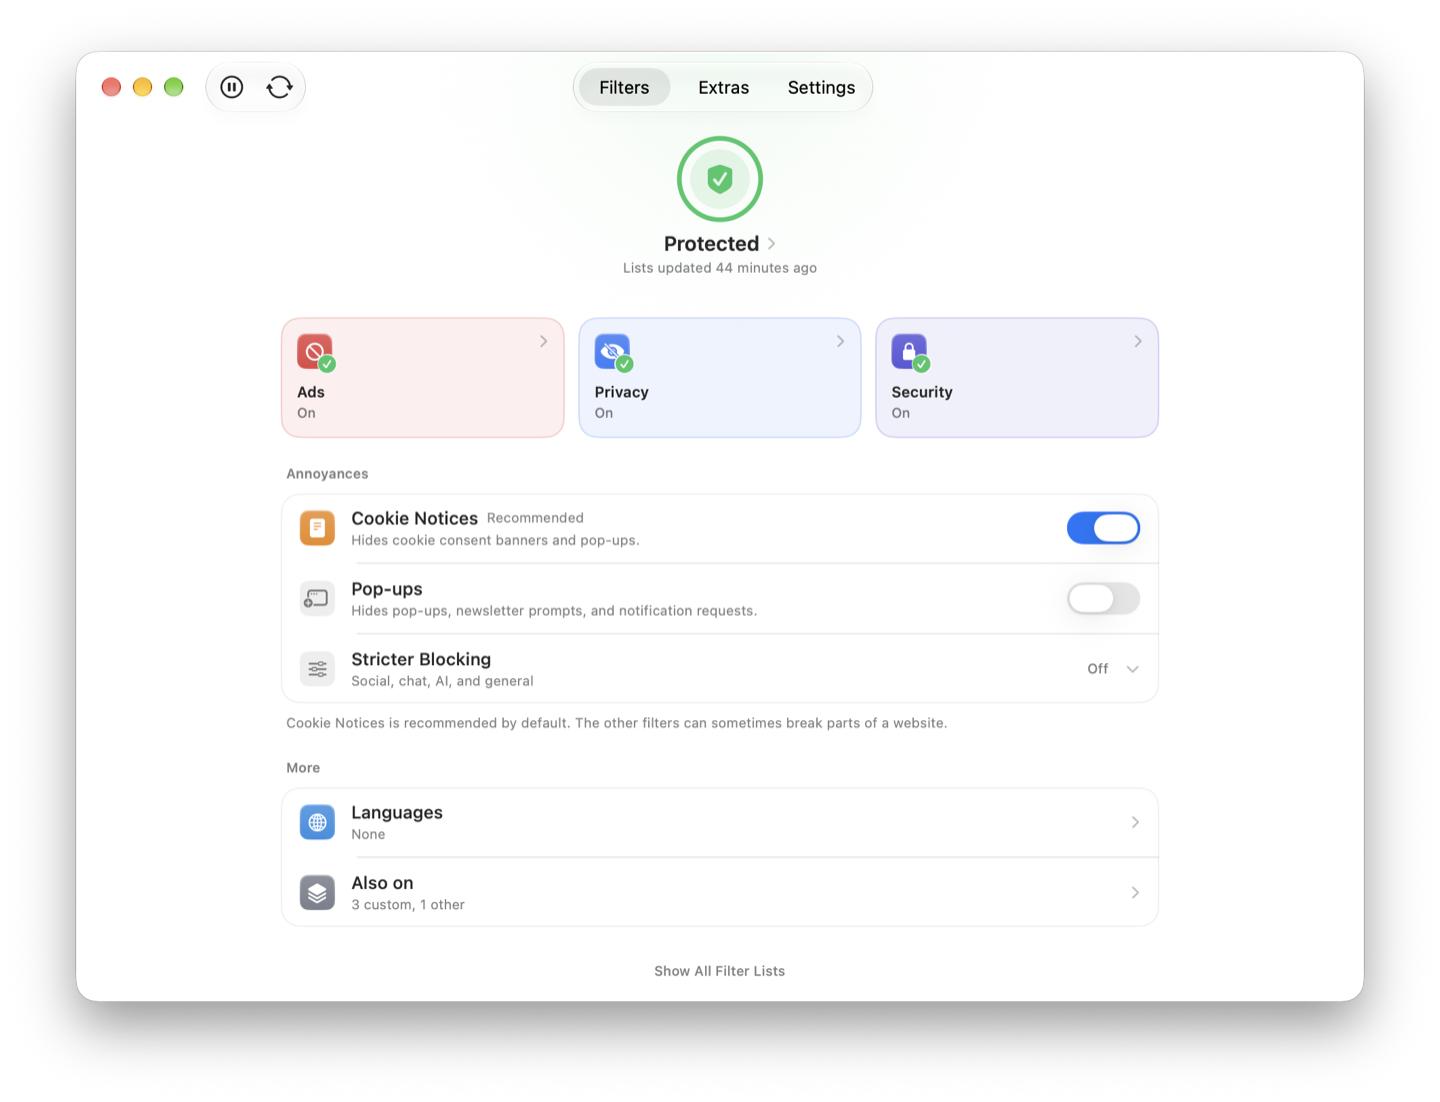 Filters Extras Settings
Protected
Lists updated 44 minutes ago
Ads
On
Privacy
On
Security
On
Annoyances
Cookie Notices Recommended
Hides cookie consent banners and pop-ups.
Pop-ups
Hides pop-ups, newsletter prompts, and notification requests.
Stricter Blocking
Social, chat, AI, and general
Off
Cookie Notices is recommended by default. The other filters can sometimes break parts of a website.
More
Languages
None
Also on
3 custom, 1 other
Show All Filter Lists